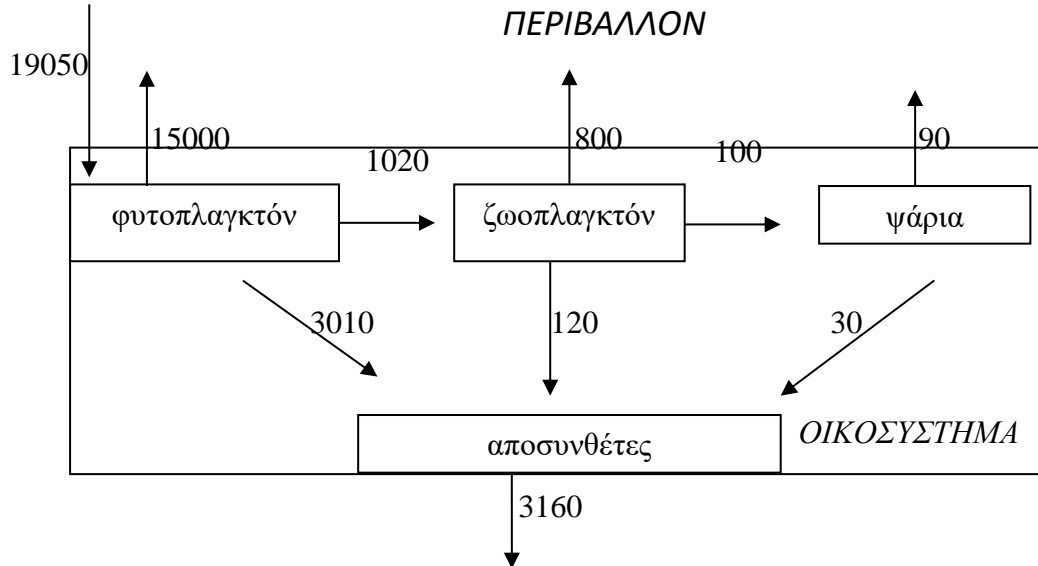 ΠΕΡΙΒΑΛΛΟΝ
19050
15000
1020
800
100
90
φυτοπλαγκτόν
ζωοπλαγκτόν
ψάρια
3010
120
30
αποσυνθέτες
ΟΙΚΟΣΥΣΤΗΜΑ
3160